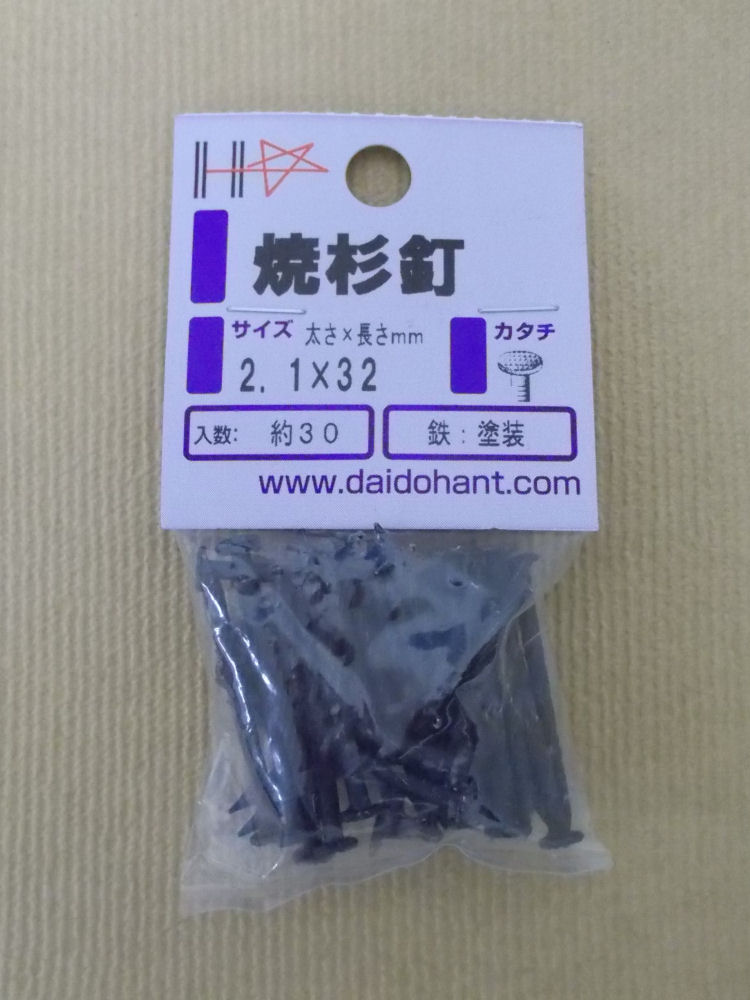 H☆
焼杉釘
サイズ 太さ×長さmm
2.1×32
カタチ
入数: 約30
鉄:塗装
www.daidohant.com